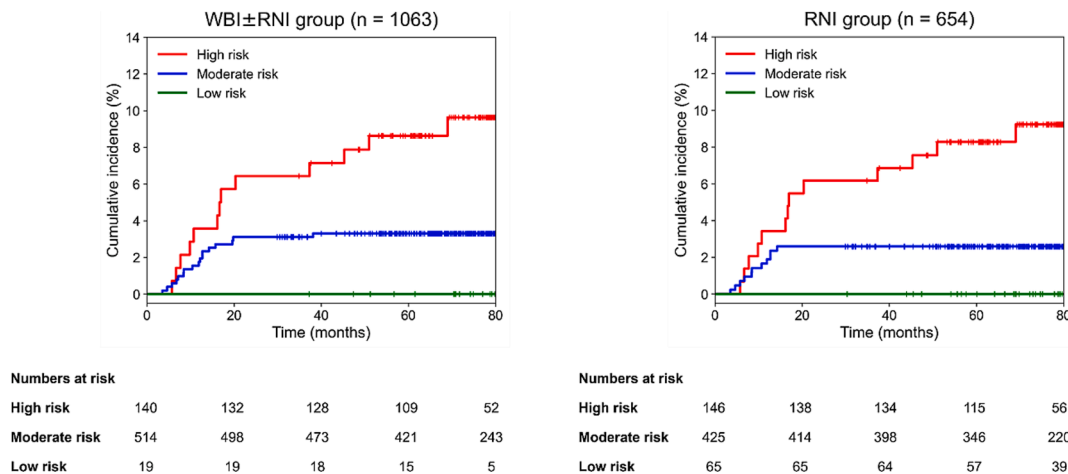 WBI±RNI group (n = 1063)
14
12
10
8
6
4
2
0
Cumulative incidence (%)
High risk
Moderate risk
Low risk
0 20 40 60 80
Time (months)
Numbers at risk
High risk 140 132 128 109 52
Moderate risk 514 498 473 421 243
Low risk 19 19 18 15 5
RNI group (n = 654)
14
12
10
8
6
4
2
0
Cumulative incidence (%)
High risk
Moderate risk
Low risk
0 20 40 60 80
Time (months)
Numbers at risk
High risk 146 138 134 115 56
Moderate risk 425 414 398 346 220
Low risk 65 65 64 57 39